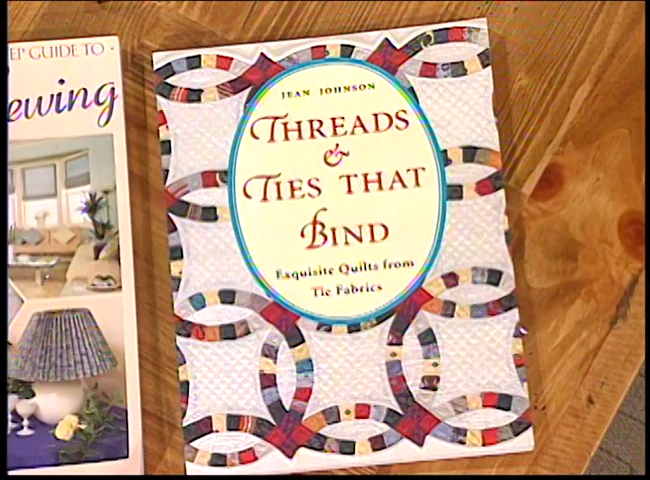 EP GUIDE TO
ewing
JEAN JOHNSON
THREADS
&
TIES THAT
BIND
Exquisite Quilts from
Tie Fabrics